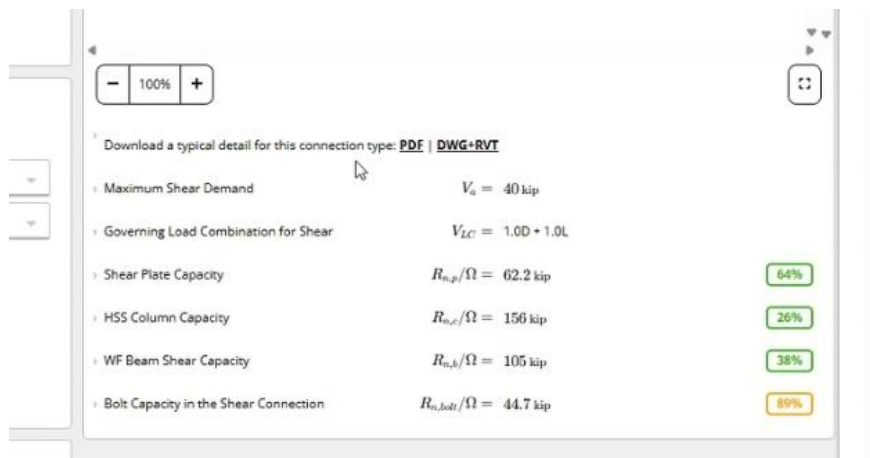 − 100% +
Download a typical detail for this connection type: PDF | DWG+RVT
Maximum Shear Demand Vₐ = 40 kip
Governing Load Combination for Shear V_LC = 1.0D + 1.0L
Shear Plate Capacity Rₙ,ₚ/Ω = 62.2 kip 64%
HSS Column Capacity R_n,c/Ω = 156 kip 26%
WF Beam Shear Capacity R_n,b/Ω = 105 kip 38%
Bolt Capacity in the Shear Connection R_n,bolt/Ω = 44.7 kip 89%